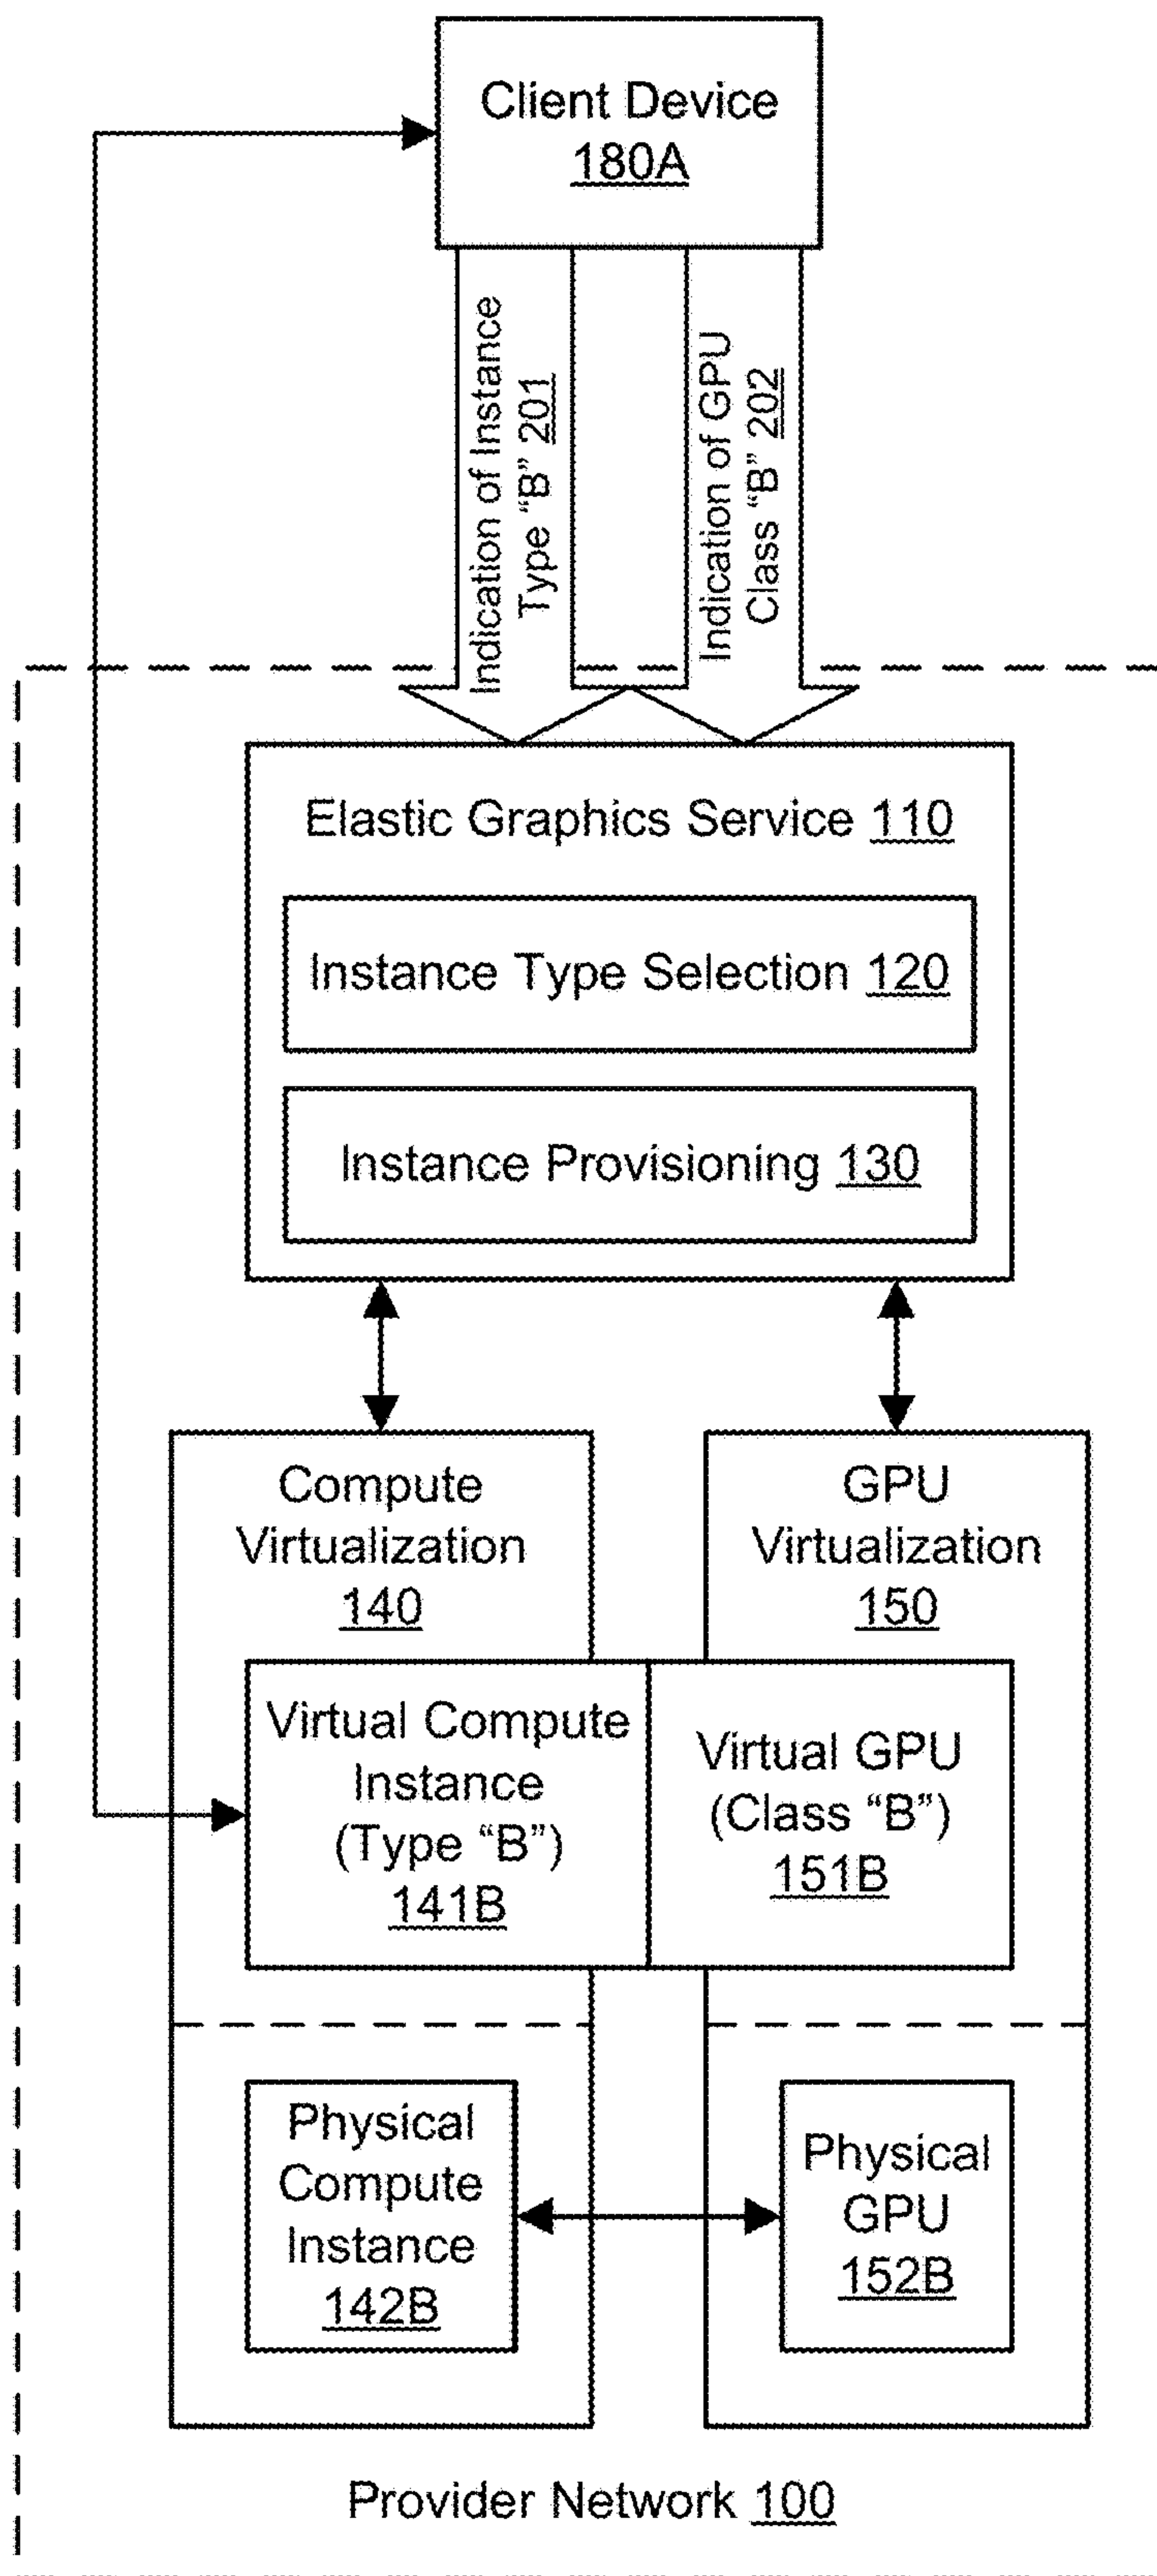 Client Device
180A
Indication of Instance
Type “B” 201
Indication of GPU
Class “B” 202
Elastic Graphics Service 110
Instance Type Selection 120
Instance Provisioning 130
Compute
Virtualization
140
GPU
Virtualization
150
Virtual Compute
Instance
(Type “B”)
141B
Virtual GPU
(Class “B”)
151B
Physical
Compute
Instance
142B
Physical
GPU
152B
Provider Network 100